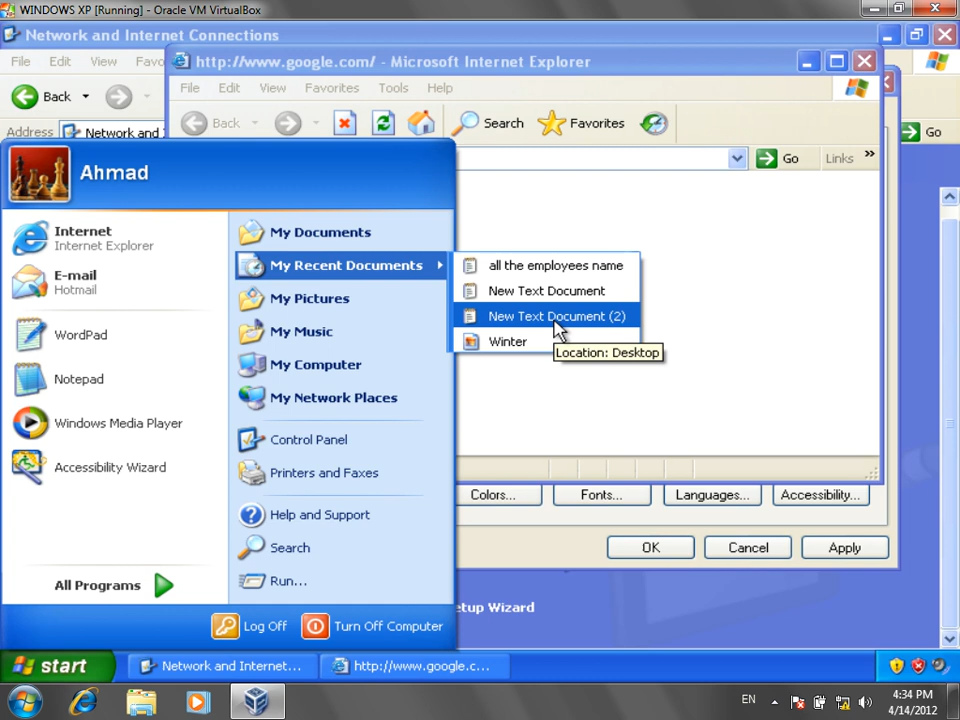 WINDOWS XP [Running] - Oracle VM VirtualBox
Network and Internet Connections
File Edit View Favo
http://www.google.com/ - Microsoft Internet Explorer
File Edit View Favorites Tools Help
Back
Back Search Favorites
Address Network and
Go
Go Links »
Ahmad
Internet
Internet Explorer
E-mail
Hotmail
WordPad
Notepad
Windows Media Player
Accessibility Wizard
All Programs
My Documents
My Recent Documents
My Pictures
My Music
My Computer
My Network Places
Control Panel
Printers and Faxes
Help and Support
Search
Run...
all the employees name
New Text Document
New Text Document (2)
Winter
Location: Desktop
Colors... Fonts... Languages... Accessibility...
OK Cancel Apply
etup Wizard
Log Off Turn Off Computer
start Network and Internet... http://www.google.c...
EN 4:34 PM
4/14/2012